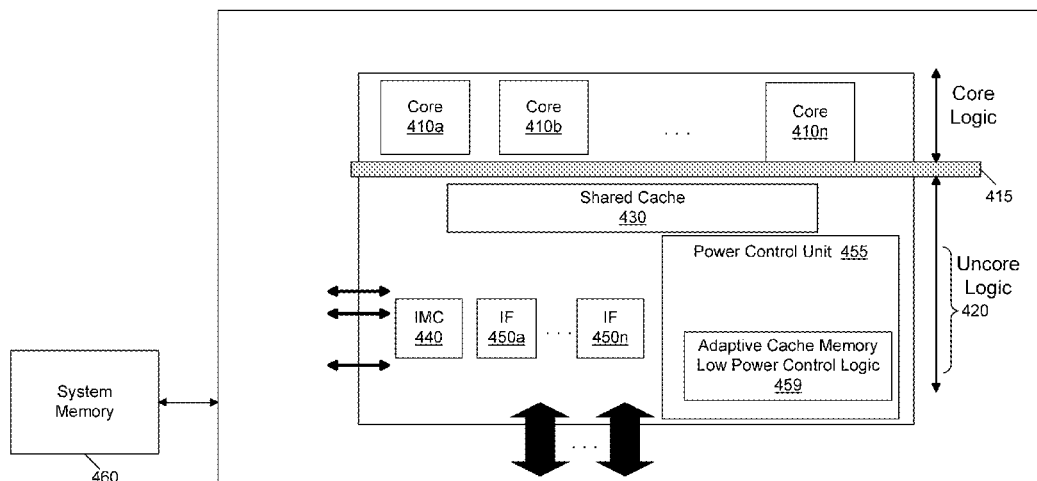 Core
410a
Core
410b
. . .
Core
410n
Core
Logic
415
Shared Cache
430
Power Control Unit 455
Uncore
Logic
420
IMC
440
IF
450a
. . .
IF
450n
Adaptive Cache Memory
Low Power Control Logic
459
System
Memory
460
. . .